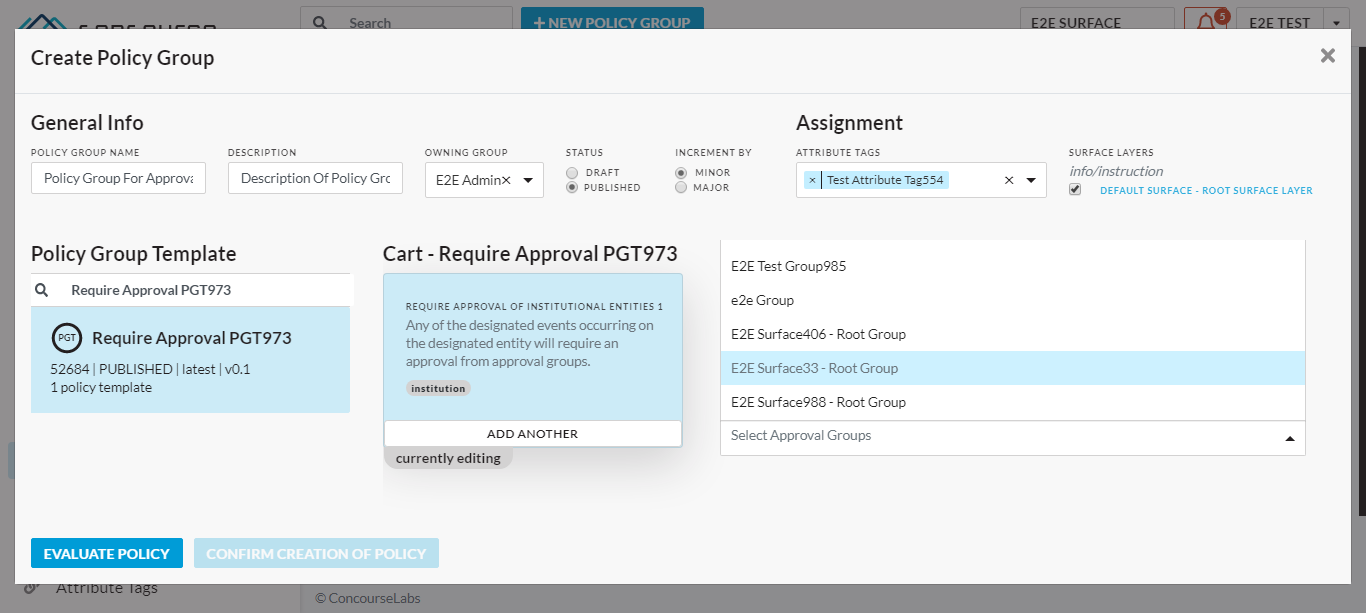 Search
+ NEW POLICY GROUP
E2E SURFACE
5
E2E TEST
Create Policy Group
General Info
Assignment
POLICY GROUP NAME
DESCRIPTION
OWNING GROUP
STATUS
INCREMENT BY
ATTRIBUTE TAGS
SURFACE LAYERS
Policy Group For Approva
Description Of Policy Grc
E2E Admin×
DRAFT
PUBLISHED
MINOR
MAJOR
× Test Attribute Tag554 ×
info/instruction
DEFAULT SURFACE - ROOT SURFACE LAYER
Policy Group Template
Require Approval PGT973
PGT Require Approval PGT973
52684 | PUBLISHED | latest | v0.1
1 policy template
Cart - Require Approval PGT973
REQUIRE APPROVAL OF INSTITUTIONAL ENTITIES 1
Any of the designated events occurring on
the designated entity will require an
approval from approval groups.
institution
ADD ANOTHER
currently editing
E2E Test Group985
e2e Group
E2E Surface406 - Root Group
E2E Surface33 - Root Group
E2E Surface988 - Root Group
Select Approval Groups
EVALUATE POLICY
CONFIRM CREATION OF POLICY
Attribute Tags
© ConcourseLabs